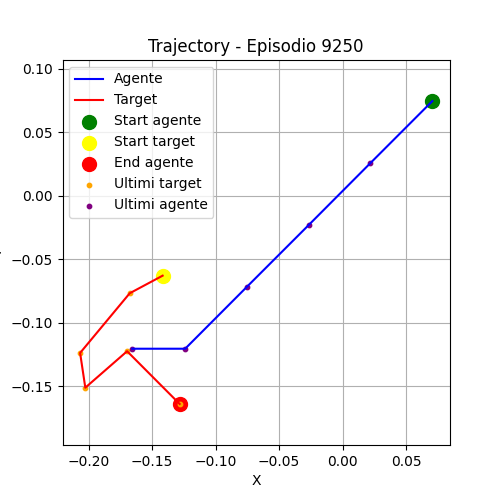 Trajectory - Episodio 9250
Agente
Target
Start agente
Start target
End agente
Ultimi target
Ultimi agente
0.10
0.05
0.00
−0.05
−0.10
−0.15
−0.20
−0.15
−0.10
−0.05
0.00
0.05
X